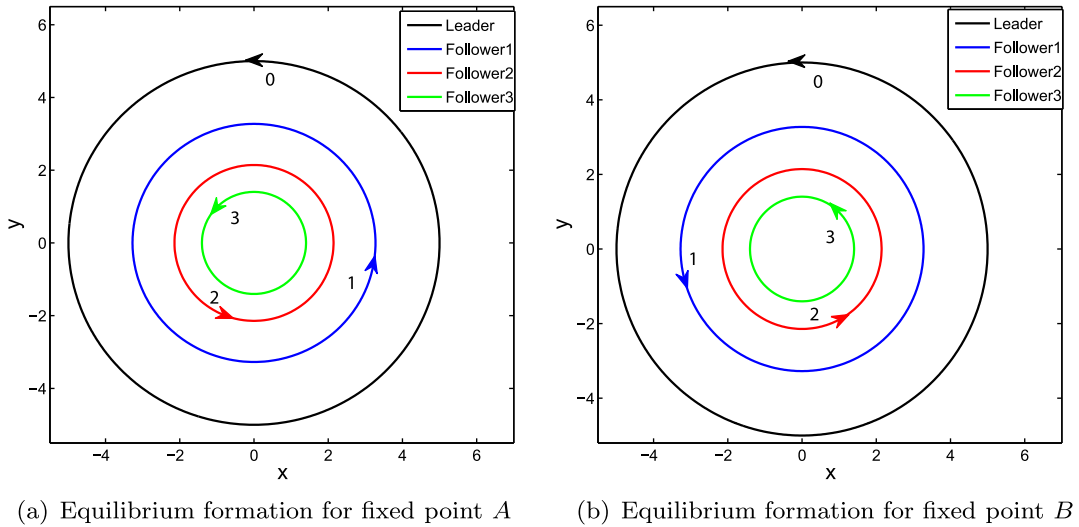 6
4
2
0
−2
−4
−4
−2
0
2
4
6
y
x
Leader
Follower1
Follower2
Follower3
0
1
2
3
(a) Equilibrium formation for fixed point A
6
4
2
0
−2
−4
−4
−2
0
2
4
6
y
x
Leader
Follower1
Follower2
Follower3
0
1
2
3
(b) Equilibrium formation for fixed point B